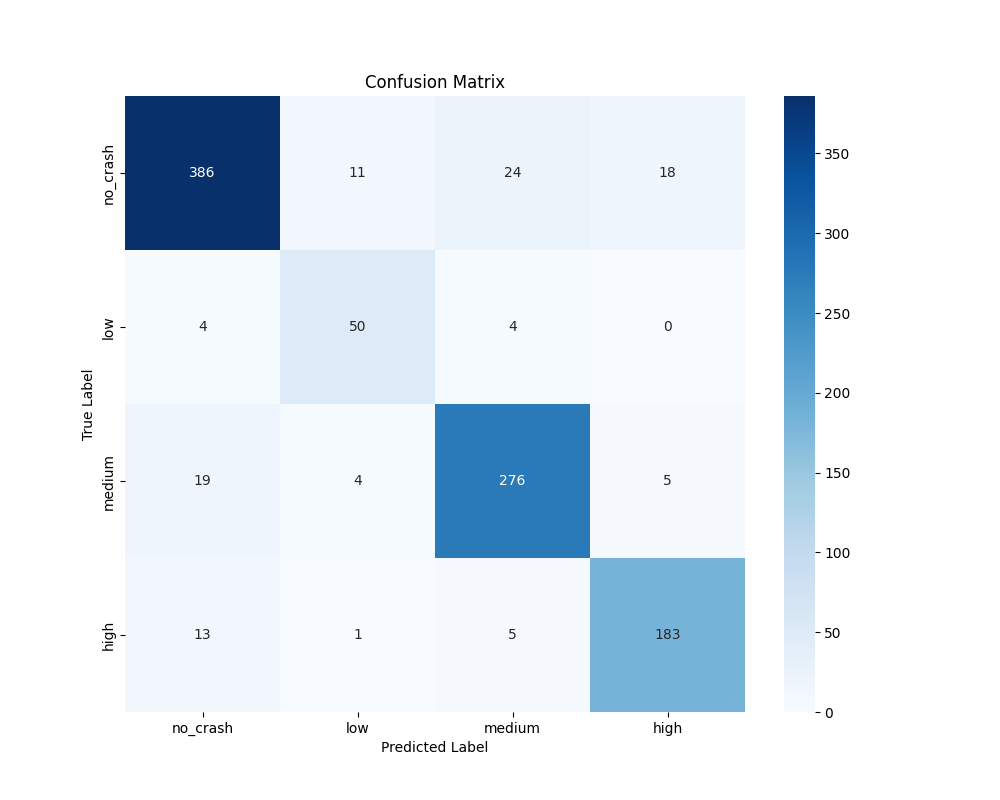 Confusion Matrix
no_crash 386 11 24 18
low 4 50 4 0
medium 19 4 276 5
high 13 1 5 183
no_crash low medium high
Predicted Label
True Label
350
300
250
200
150
100
50
0